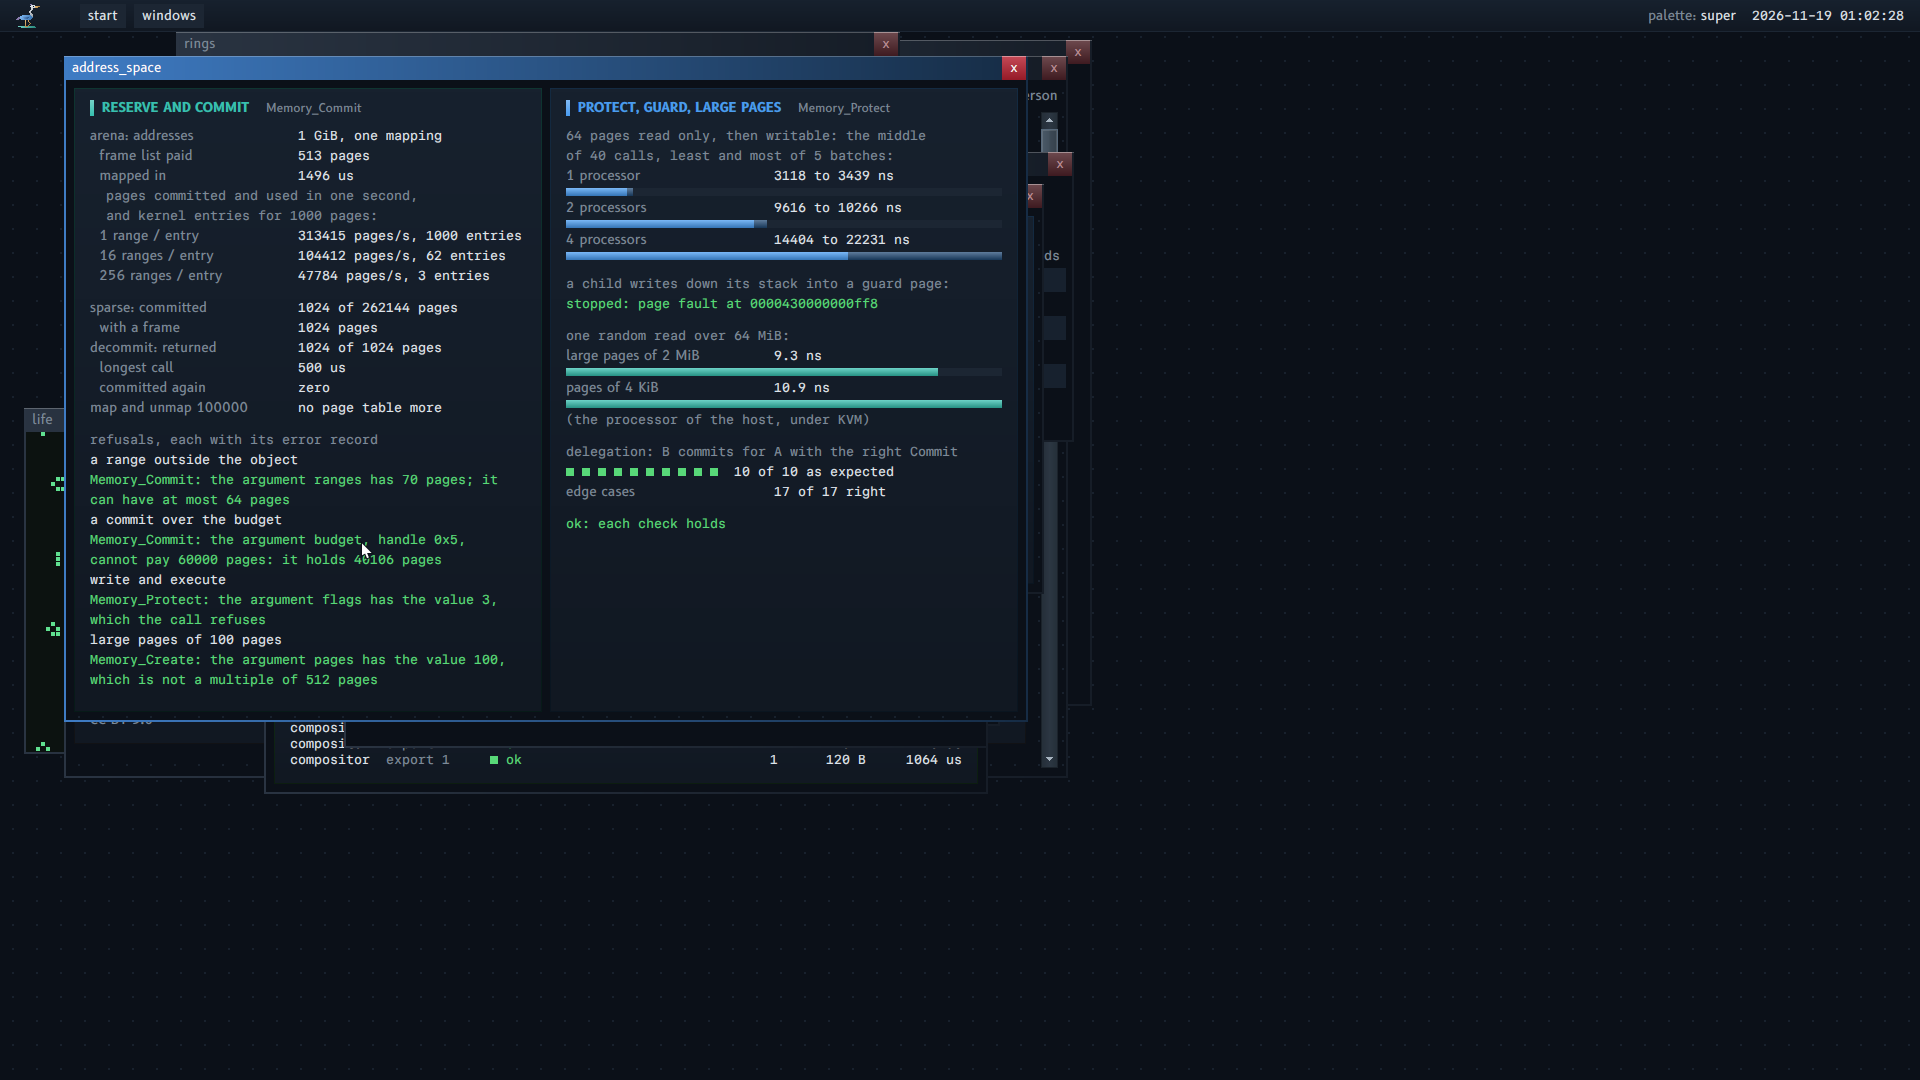 start windows palette: super 2026-11-19 01:02:28
rings x
x
address_space x
x
RESERVE AND COMMIT Memory_Commit
arena: addresses 1 GiB, one mapping
frame list paid 513 pages
mapped in 1496 us
pages committed and used in one second,
and kernel entries for 1000 pages:
1 range / entry 313415 pages/s, 1000 entries
16 ranges / entry 104412 pages/s, 62 entries
256 ranges / entry 47784 pages/s, 3 entries
sparse: committed 1024 of 262144 pages
with a frame 1024 pages
decommit: returned 1024 of 1024 pages
longest call 500 us
committed again zero
map and unmap 100000 no page table more
refusals, each with its error record
a range outside the object
Memory_Commit: the argument ranges has 70 pages; it
can have at most 64 pages
a commit over the budget
Memory_Commit: the argument budget, handle 0x5,
cannot pay 60000 pages: it holds 40106 pages
write and execute
Memory_Protect: the argument flags has the value 3,
which the call refuses
large pages of 100 pages
Memory_Create: the argument pages has the value 100,
which is not a multiple of 512 pages
PROTECT, GUARD, LARGE PAGES Memory_Protect
64 pages read only, then writable: the middle
of 40 calls, least and most of 5 batches:
1 processor 3118 to 3439 ns
2 processors 9616 to 10266 ns
4 processors 14404 to 22231 ns
a child writes down its stack into a guard page:
stopped: page fault at 0000430000000ff8
one random read over 64 MiB:
large pages of 2 MiB 9.3 ns
pages of 4 KiB 10.9 ns
(the processor of the host, under KVM)
delegation: B commits for A with the right Commit
10 of 10 as expected
edge cases 17 of 17 right
ok: each check holds
erson
x
x
ds
life
composi
composi
compositor export 1 ok 1 120 B 1064 us